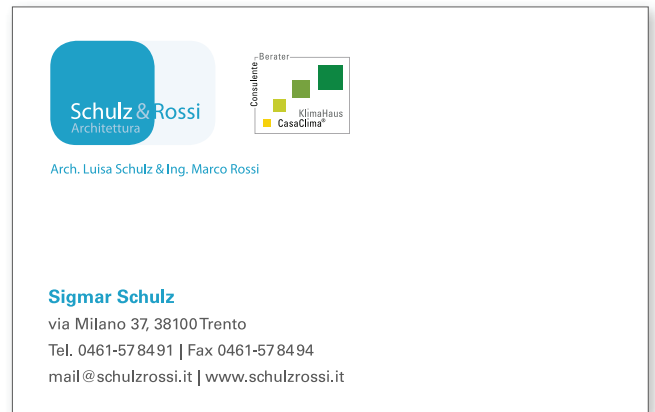 Schulz & Rossi
Architettura
Berater
Consulente
KlimaHaus
CasaClima®
Arch. Luisa Schulz & Ing. Marco Rossi
Sigmar Schulz
via Milano 37, 38100 Trento
Tel. 0461-57 84 91 | Fax 0461-57 84 94
mail@schulzrossi.it | www.schulzrossi.it